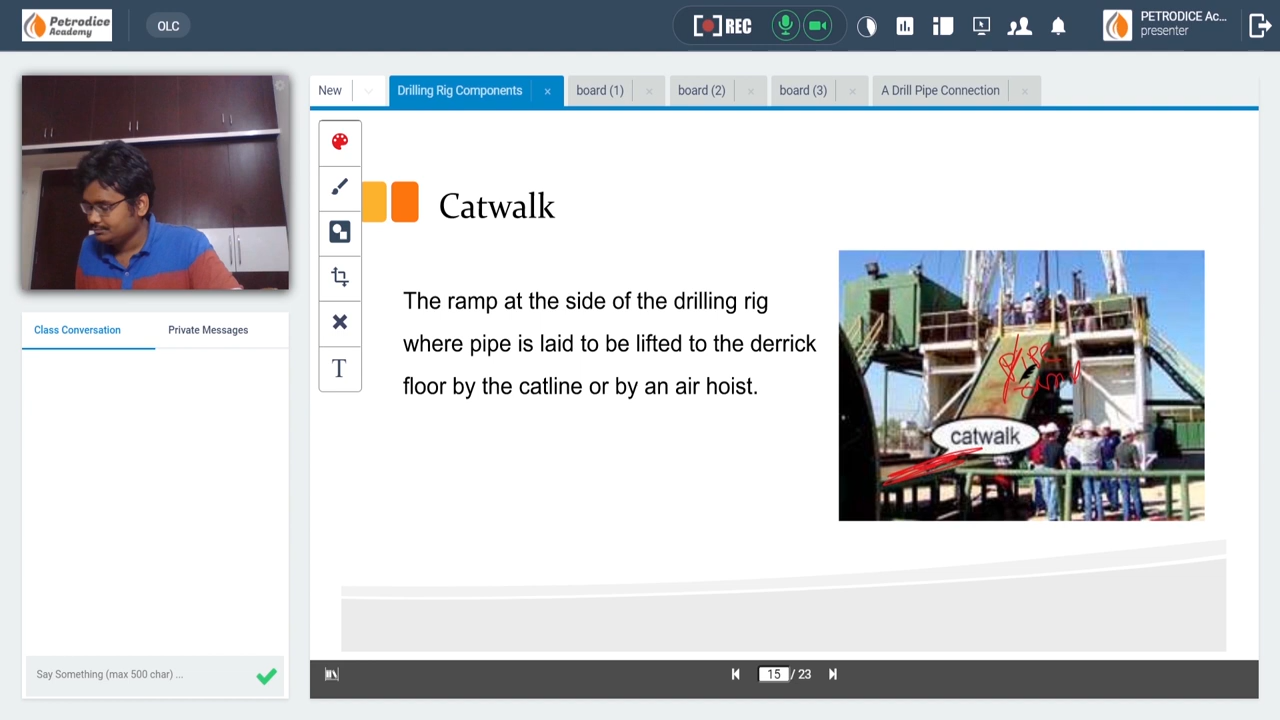 Petrodice
Academy
OLC
REC
PETRODICE Ac...
presenter
New
Drilling Rig Components
board (1)
board (2)
board (3)
A Drill Pipe Connection
Catwalk
The ramp at the side of the drilling rig
where pipe is laid to be lifted to the derrick
floor by the catline or by an air hoist.
catwalk
Pipe
ramp
Class Conversation
Private Messages
Say Something (max 500 char) ...
15 / 23